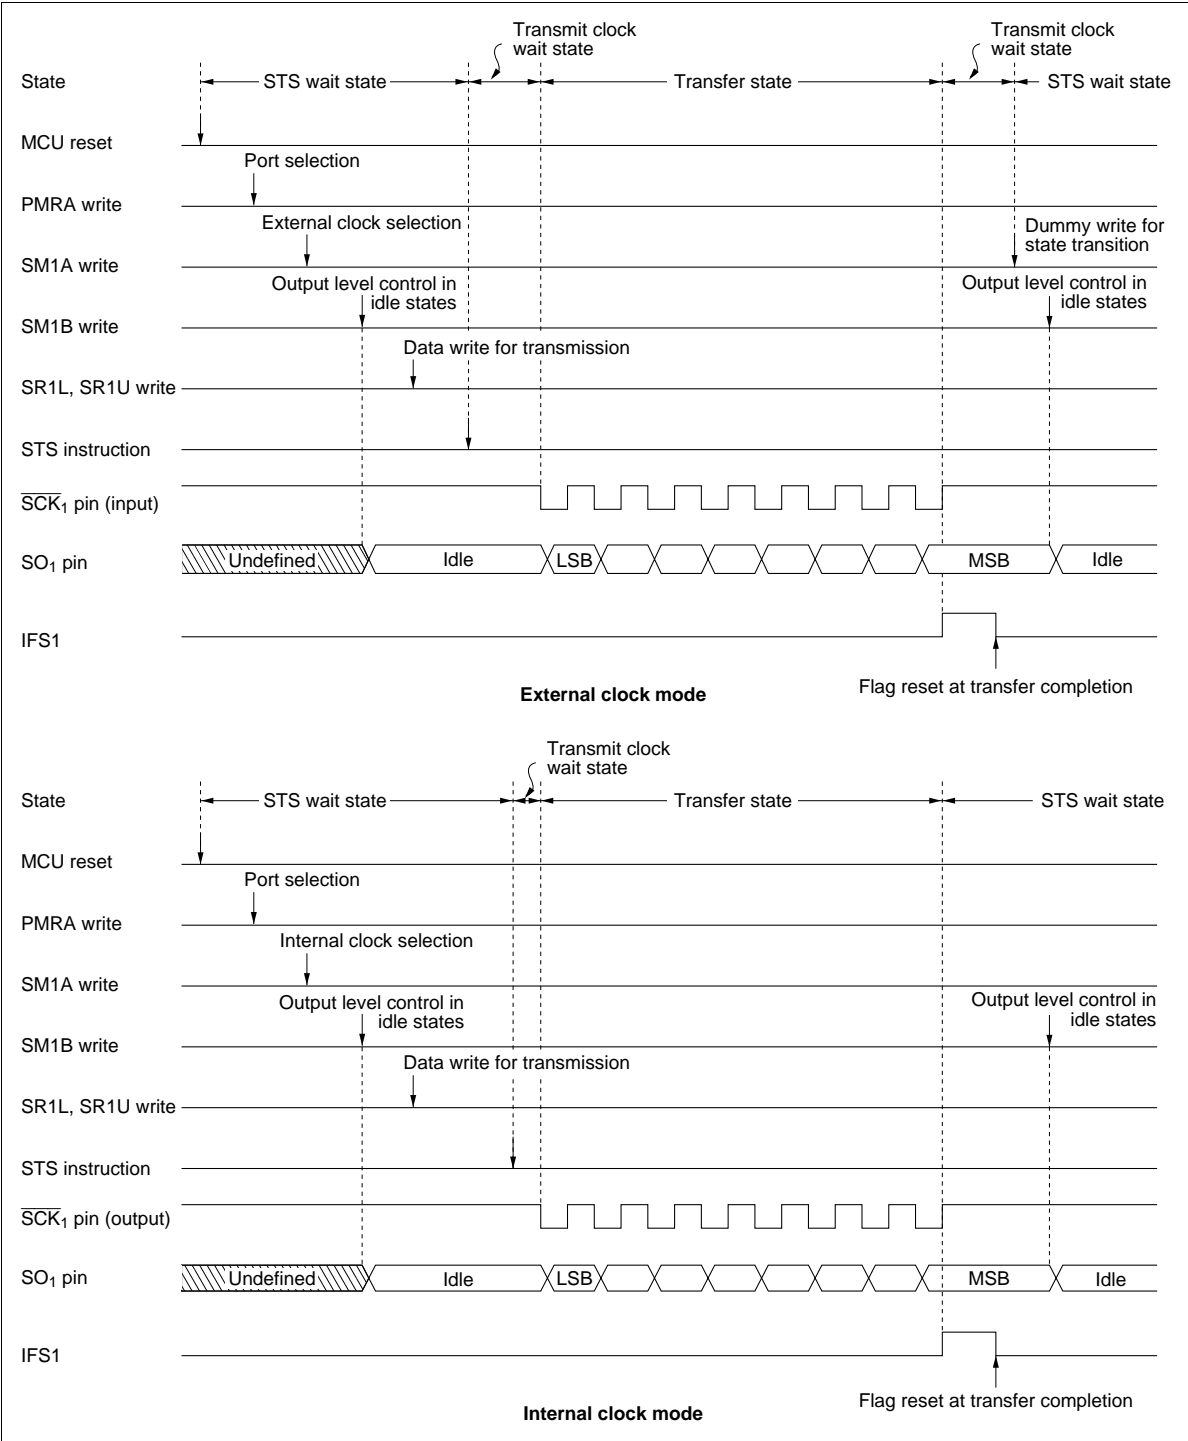 Transmit clock
wait state
Transmit clock
wait state
State
STS wait state
Transfer state
STS wait state
MCU reset
Port selection
PMRA write
External clock selection
Dummy write for
state transition
SM1A write
Output level control in
idle states
Output level control in
idle states
SM1B write
Data write for transmission
SR1L, SR1U write
STS instruction
SCK1 pin (input)
SO1 pin
Undefined
Idle
LSB
MSB
Idle
IFS1
Flag reset at transfer completion
External clock mode
Transmit clock
wait state
State
STS wait state
Transfer state
STS wait state
MCU reset
Port selection
PMRA write
Internal clock selection
SM1A write
Output level control in
idle states
Output level control in
idle states
SM1B write
Data write for transmission
SR1L, SR1U write
STS instruction
SCK1 pin (output)
SO1 pin
Undefined
Idle
LSB
MSB
Idle
IFS1
Flag reset at transfer completion
Internal clock mode